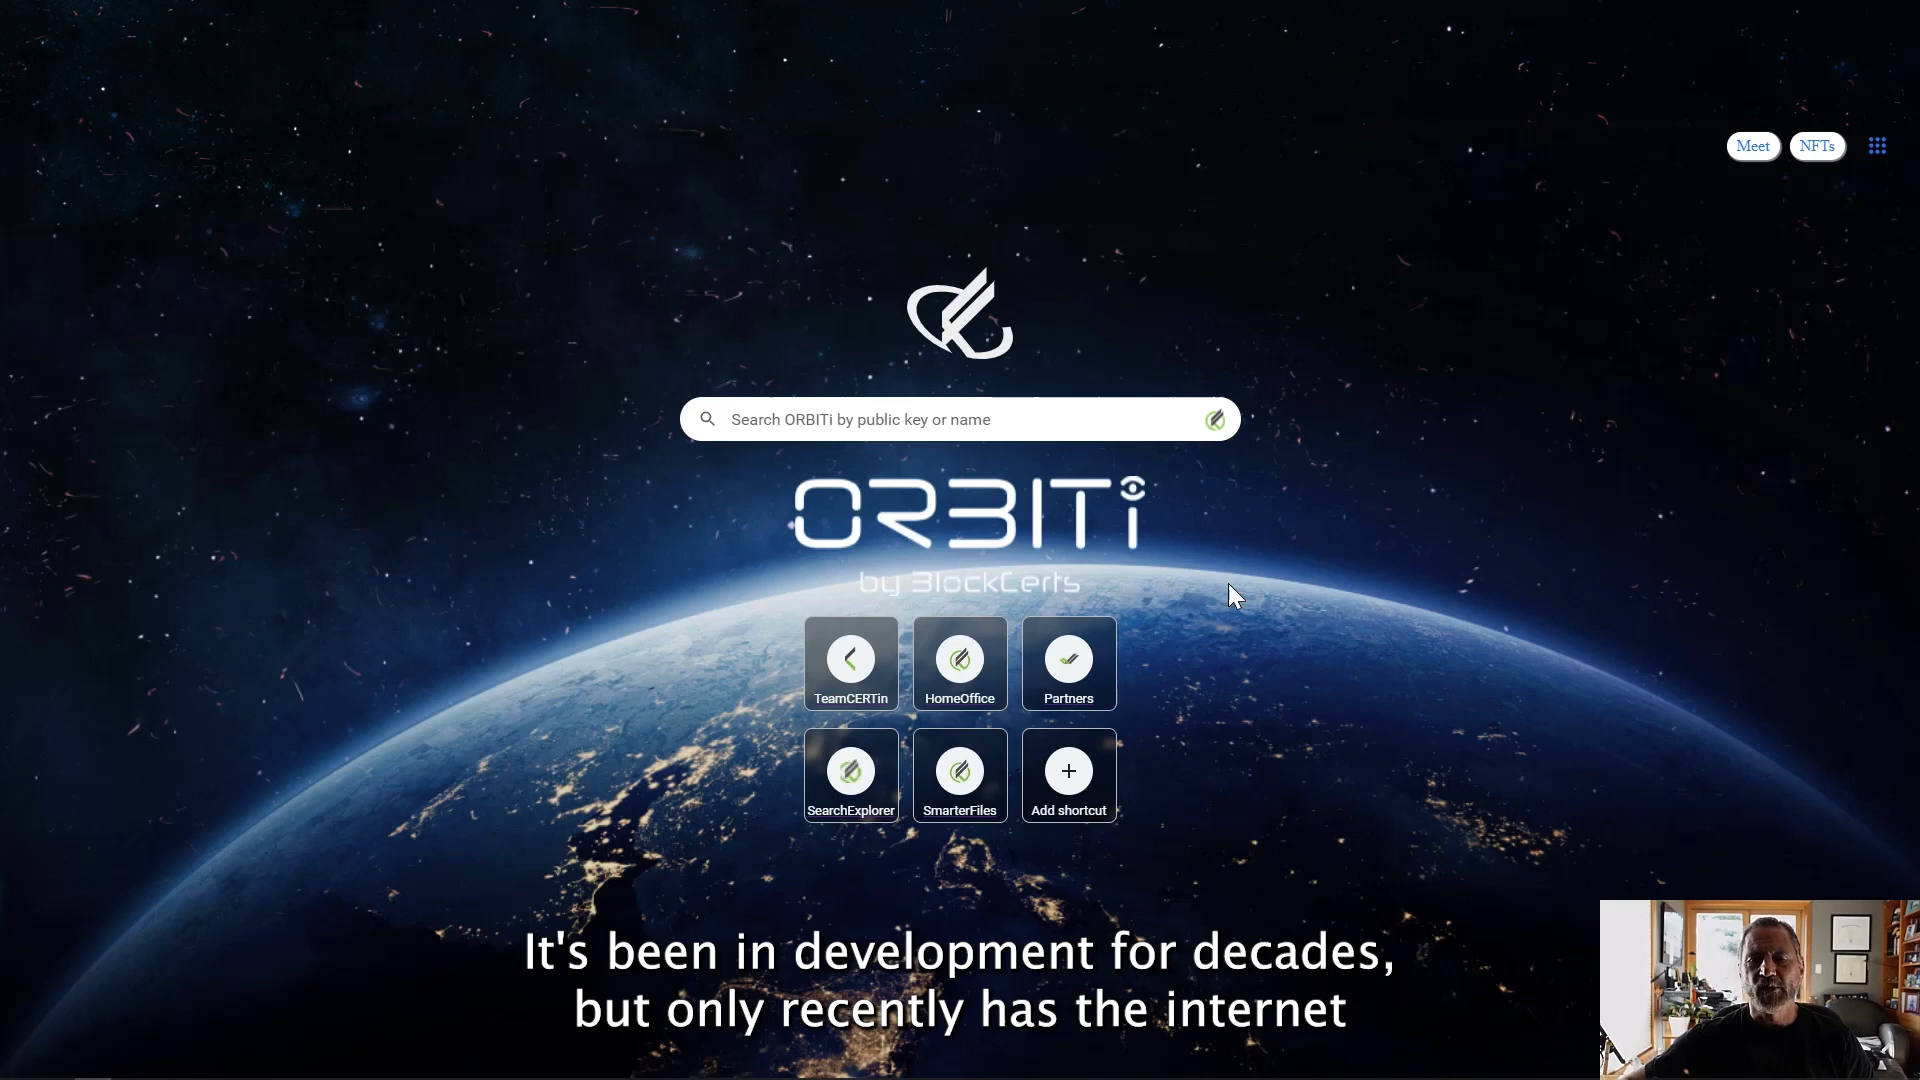 Meet
NFTs
Search ORBITi by public key or name
ORBITi
by BlockCerts
TeamCERTin
HomeOffice
Partners
SearchExplorer
SmarterFiles
Add shortcut
It's been in development for decades,
but only recently has the internet